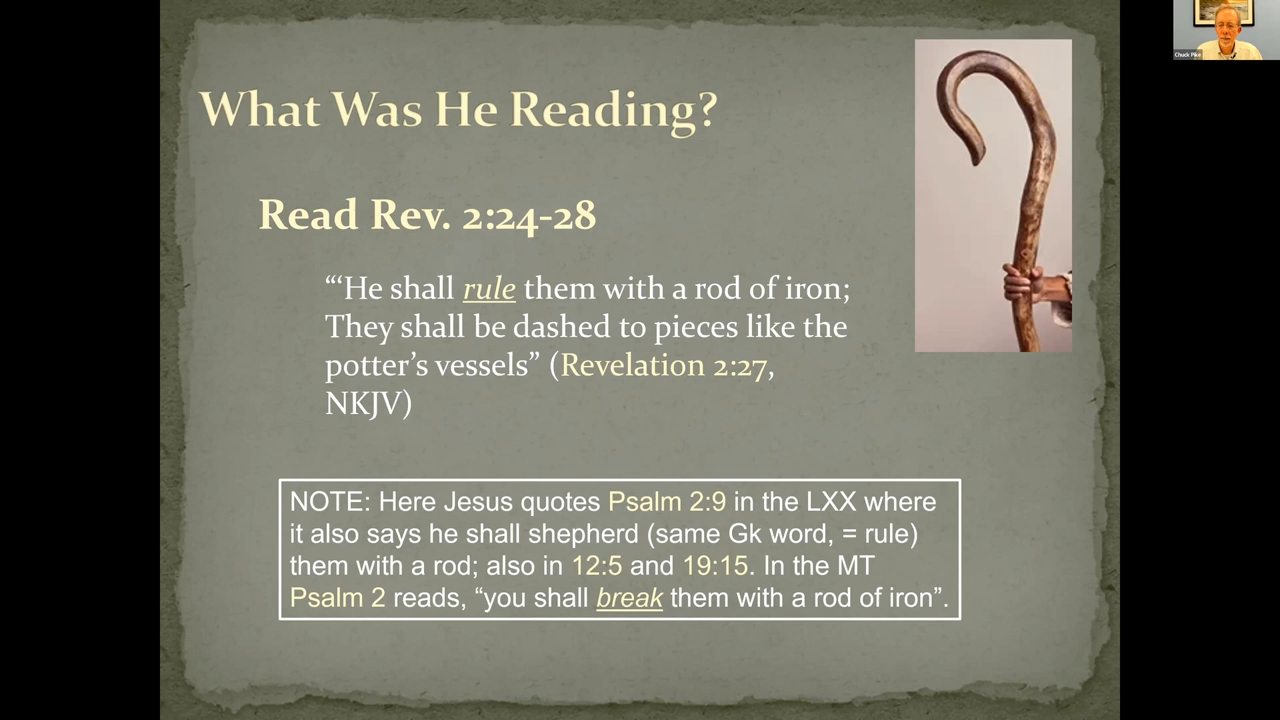 What Was He Reading?
Read Rev. 2:24-28
“‘He shall rule them with a rod of iron;
They shall be dashed to pieces like the
potter’s vessels” (Revelation 2:27,
NKJV)
NOTE: Here Jesus quotes Psalm 2:9 in the LXX where
it also says he shall shepherd (same Gk word, = rule)
them with a rod; also in 12:5 and 19:15. In the MT
Psalm 2 reads, “you shall break them with a rod of iron”.
Chuck Pike